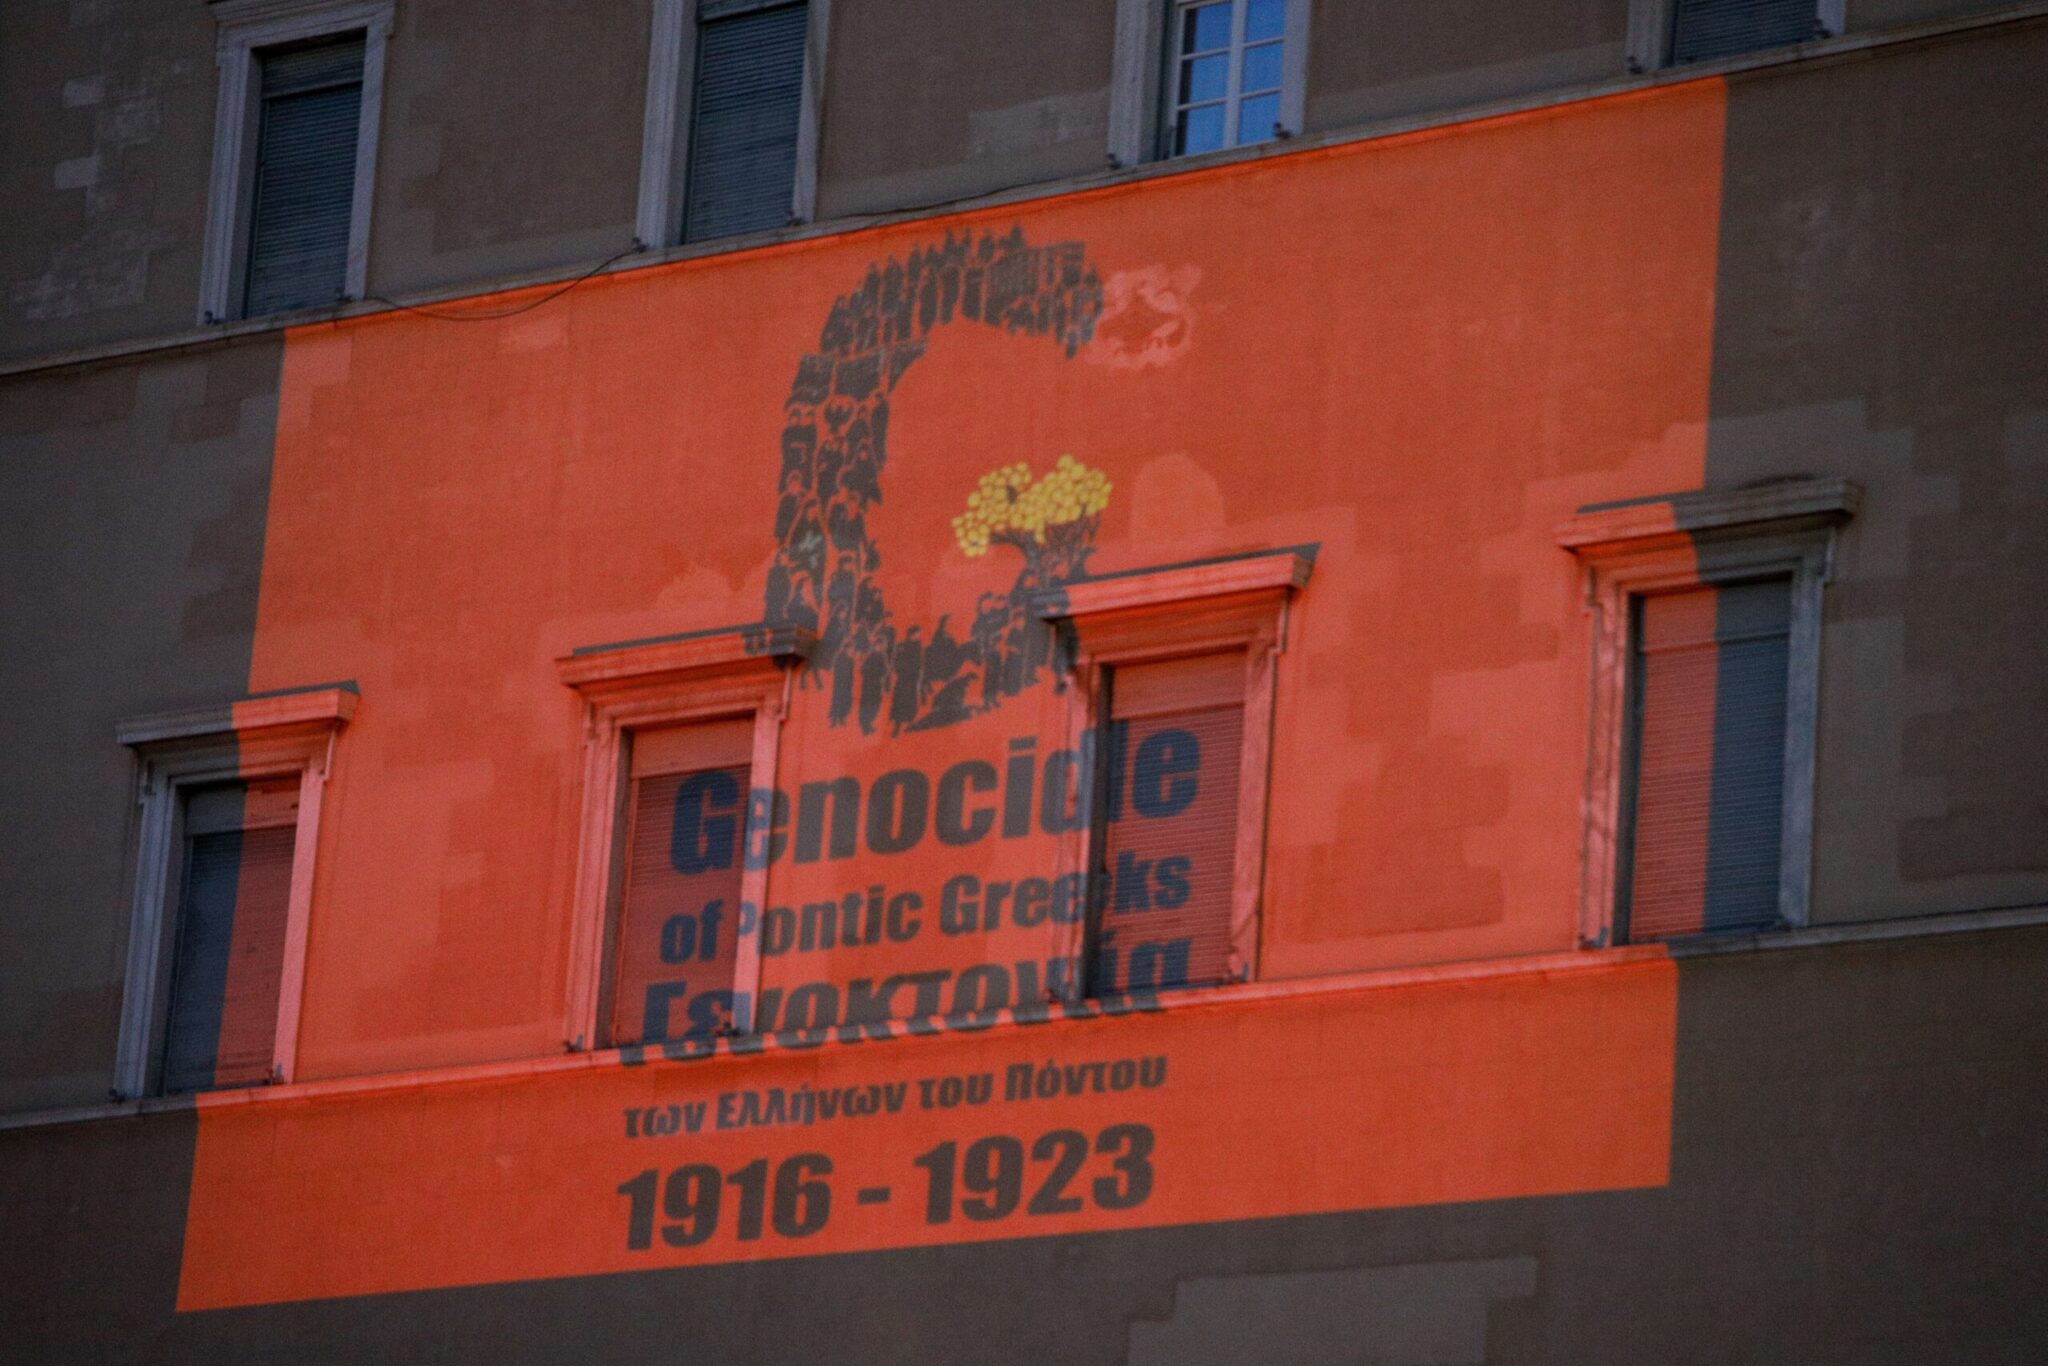 Genocide
of Pontic Greeks
Γενοκτονία
των Ελλήνων του Πόντου
1916 - 1923